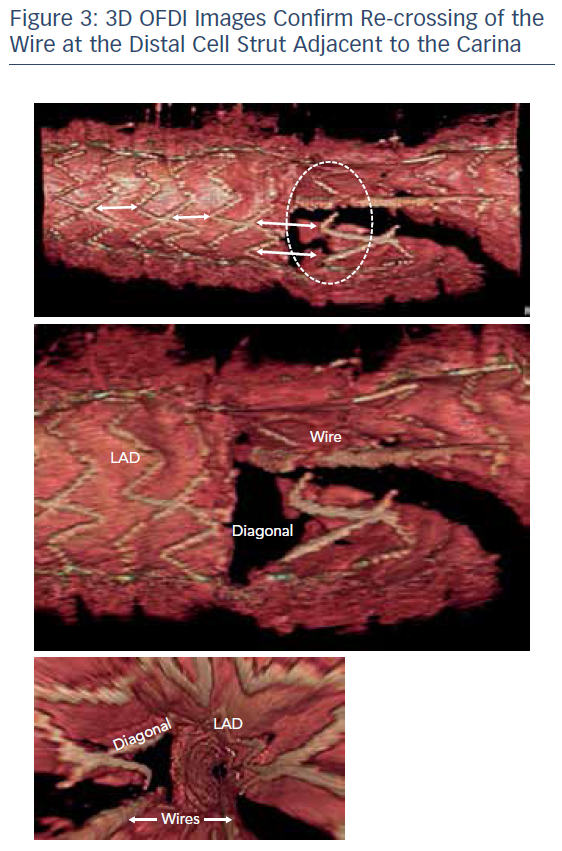 Figure 3: 3D OFDI Images Confirm Re-crossing of the
Wire at the Distal Cell Strut Adjacent to the Carina
Wire
LAD
Diagonal
Diagonal
LAD
Wires